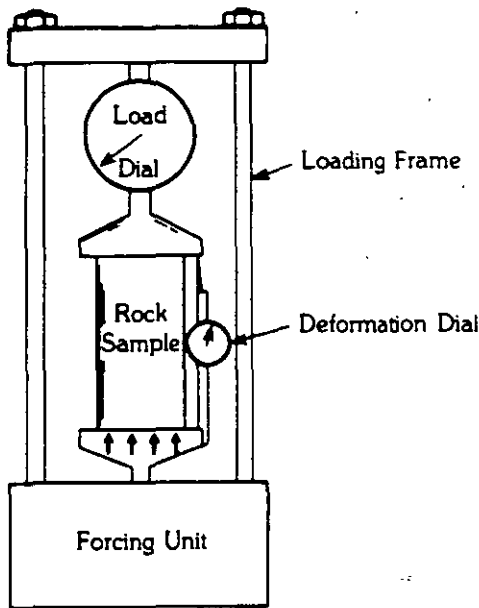 Load
Dial
Loading Frame
Rock
Sample
Deformation Dial
Forcing Unit